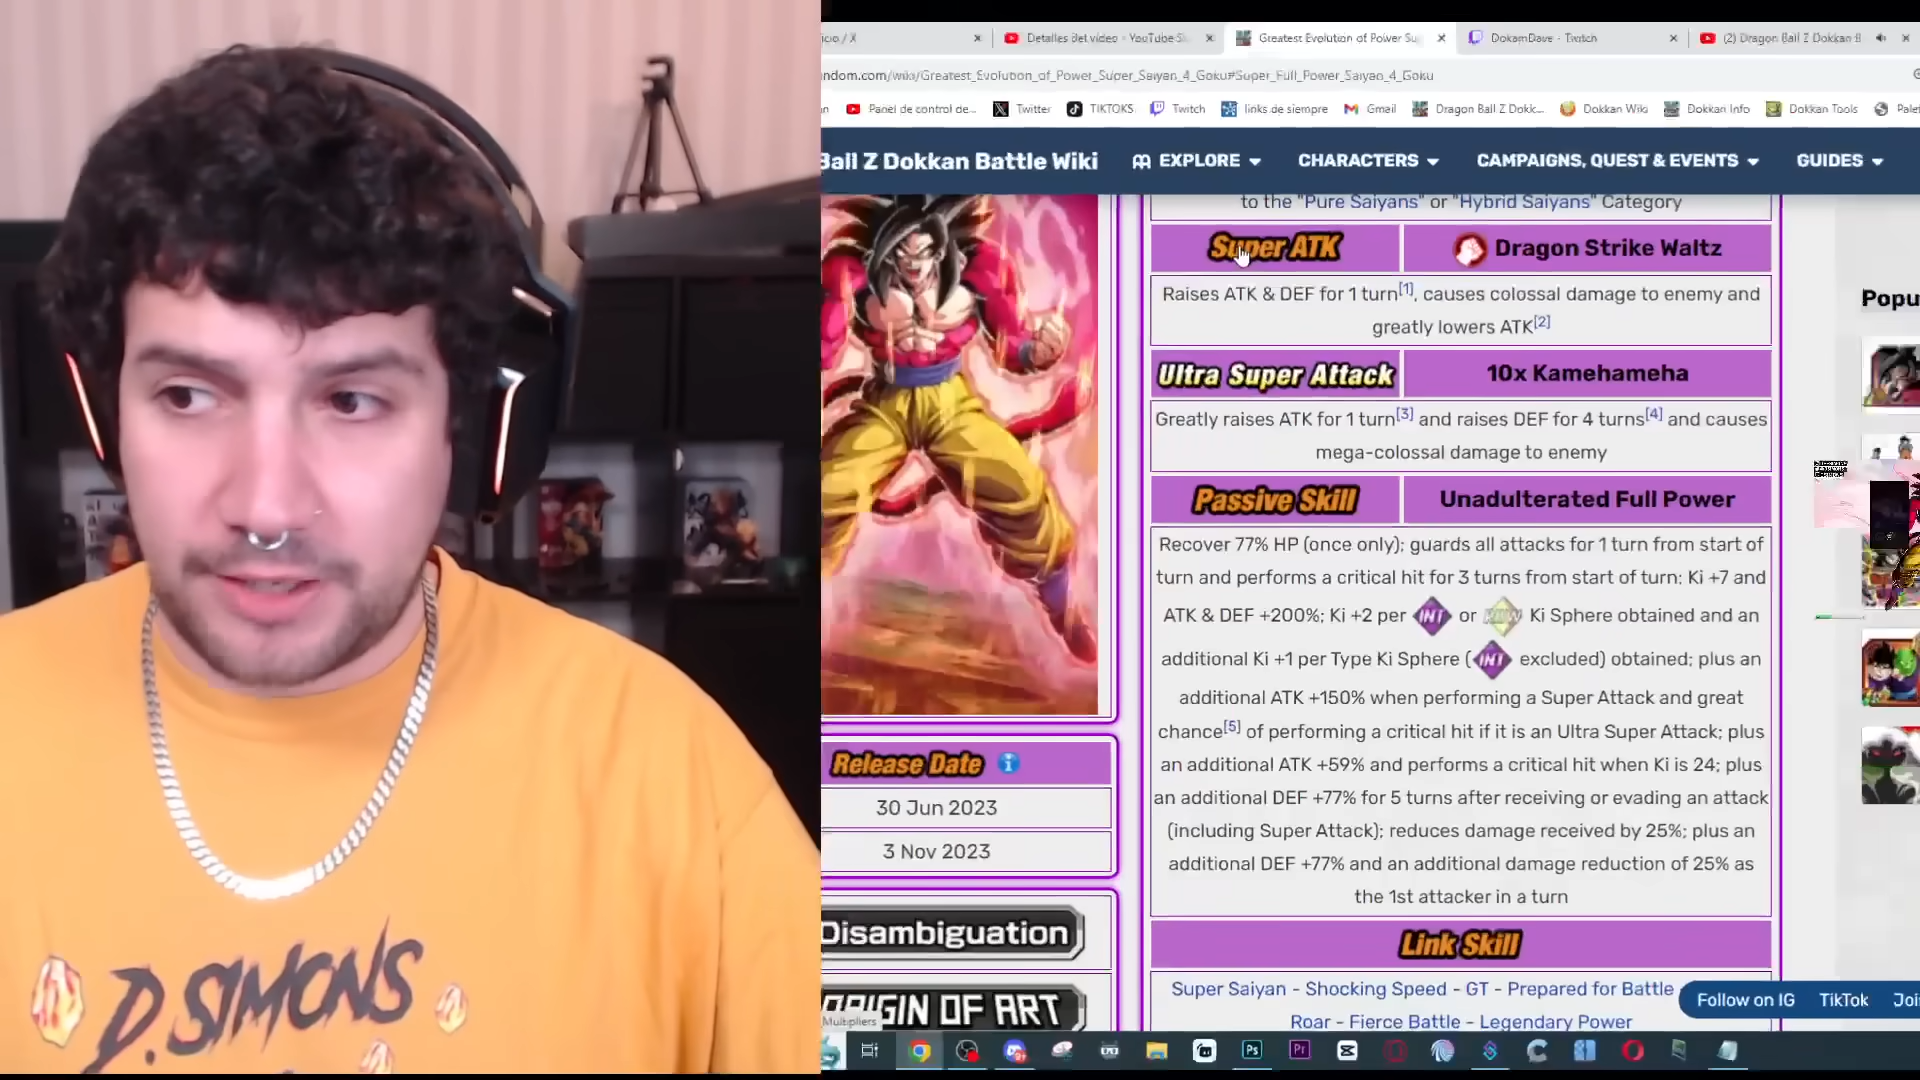 icio / X
Detalles del vídeo - YouTube S
Greatest Evolution of Power Su
DokamDave - Twitch
(2) Dragon Ball Z Dokkan B
ndom.com/wiki/Greatest_Evolution_of_Power_Super_Saiyan_4_Goku#Super_Full_Power_Saiyan_4_Goku
Panel de control de...
Twitter
TIKTOKS
Twitch
links de siempre
Gmail
Dragon Ball Z Dokk...
Dokkan Wiki
Dokkan Info
Dokkan Tools
Palet
Ball Z Dokkan Battle Wiki
EXPLORE
CHARACTERS
CAMPAIGNS, QUEST & EVENTS
GUIDES
to the "Pure Saiyans" or "Hybrid Saiyans" Category
Super ATK
Dragon Strike Waltz
Raises ATK & DEF for 1 turn[1], causes colossal damage to enemy and
greatly lowers ATK[2]
Ultra Super Attack
10x Kamehameha
Greatly raises ATK for 1 turn[3] and raises DEF for 4 turns[4] and causes
mega-colossal damage to enemy
Passive Skill
Unadulterated Full Power
Recover 77% HP (once only); guards all attacks for 1 turn from start of
turn and performs a critical hit for 3 turns from start of turn; Ki +7 and
ATK & DEF +200%; Ki +2 per INT or Ki Sphere obtained and an
additional Ki +1 per Type Ki Sphere (INT excluded) obtained; plus an
additional ATK +150% when performing a Super Attack and great
chance[5] of performing a critical hit if it is an Ultra Super Attack; plus
an additional ATK +59% and performs a critical hit when Ki is 24; plus
an additional DEF +77% for 5 turns after receiving or evading an attack
(including Super Attack); reduces damage received by 25%; plus an
additional DEF +77% and an additional damage reduction of 25% as
the 1st attacker in a turn
Link Skill
Super Saiyan - Shocking Speed - GT - Prepared for Battle
Roar - Fierce Battle - Legendary Power
Release Date
30 Jun 2023
3 Nov 2023
Disambiguation
ORIGIN OF ART
Multipliers
Popu
Follow on IG
TikTok
Joi
Ps
Pr
D.SIMONS